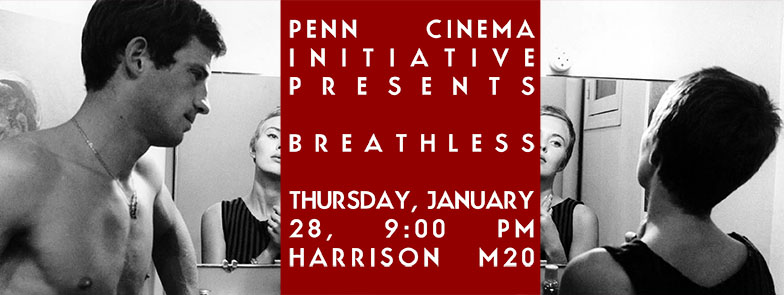 PENN CINEMA
INITIATIVE
PRESENTS
BREATHLESS
THURSDAY, JANUARY
28, 9:00 PM
HARRISON M20